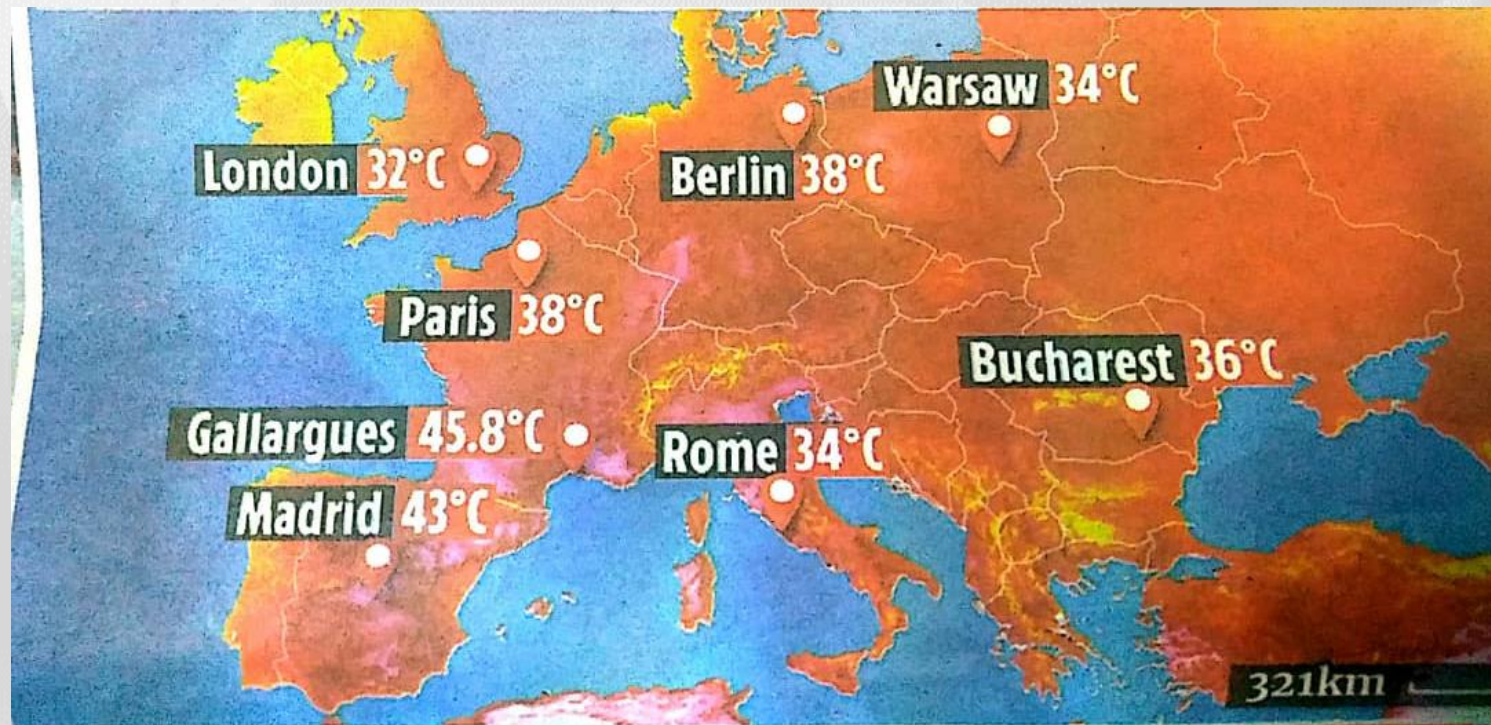 Warsaw 34°C
London 32°C
Berlin 38°C
Paris 38°C
Bucharest 36°C
Gallargues 45.8°C
Rome 34°C
Madrid 43°C
321km